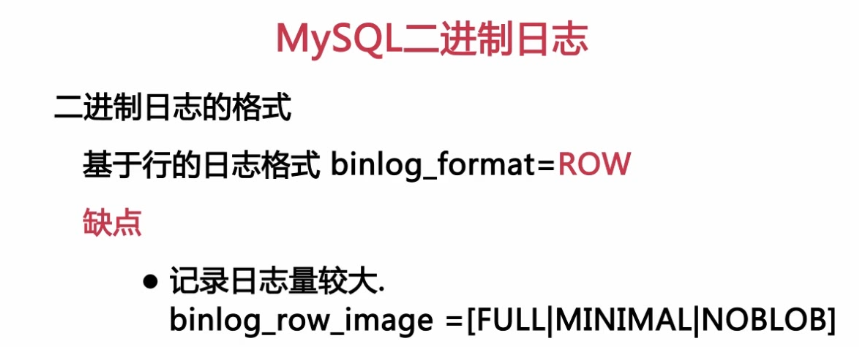 MySQL二进制日志
二进制日志的格式
基于行的日志格式 binlog_format=ROW
缺点
● 记录日志量较大.
binlog_row_image =[FULL|MINIMAL|NOBLOB]